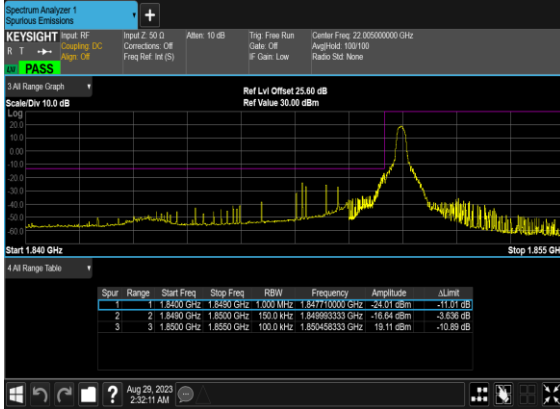 Spectrum Analyzer 1
Spurious Emissions
KEYSIGHT Input: RF Input Z: 50 Ω Atten: 10 dB Trig: Free Run Center Freq: 22.005000000 GHz
R T Coupling: DC Corrections: Off Gate: Off Avg|Hold: 100/100
Align: Off Freq Ref: Int (S) IF Gain: Low Radio Std: None
PASS
3 All Range Graph
Ref Lvl Offset 25.60 dB
Scale/Div 10.0 dB Ref Value 30.00 dBm
Log
20.0
10.0
0.00
-10.0
-20.0
-30.0
-40.0
-50.0
-60.0
Start 1.840 GHz Stop 1.855 GH
4 All Range Table
Spur Range Start Freq Stop Freq RBW Frequency Amplitude ΔLimit
1 1 1.8400 GHz 1.8490 GHz 1.000 MHz 1.847710000 GHz -24.01 dBm -11.01 dB
2 2 1.8490 GHz 1.8500 GHz 150.0 kHz 1.849993333 GHz -16.64 dBm -3.636 dB
3 3 1.8500 GHz 1.8550 GHz 100.0 kHz 1.850458333 GHz 19.11 dBm -10.89 dB
Aug 29, 2023
2:32:11 AM